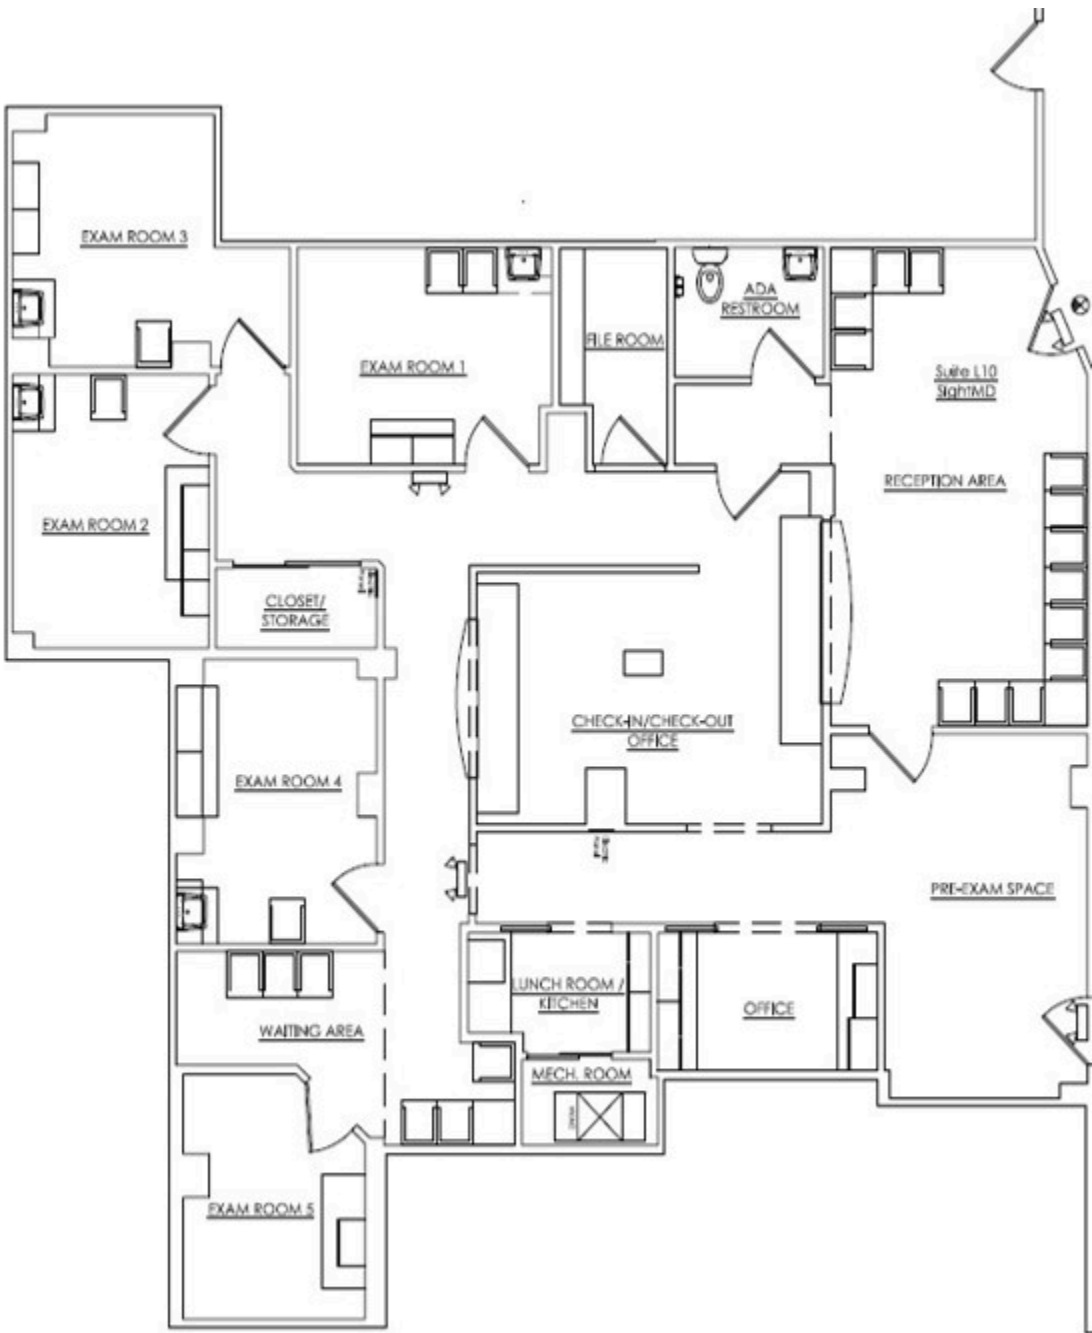 EXAM ROOM 3
ADA
RESTROOM
FILE ROOM
EXAM ROOM 1
Suite L10
SightMD
RECEPTION AREA
EXAM ROOM 2
CLOSET/
STORAGE
CHECK-IN/CHECK-OUT
OFFICE
EXAM ROOM 4
PRE-EXAM SPACE
LUNCH ROOM /
KITCHEN
OFFICE
WAITING AREA
MECH. ROOM
EXAM ROOM 5